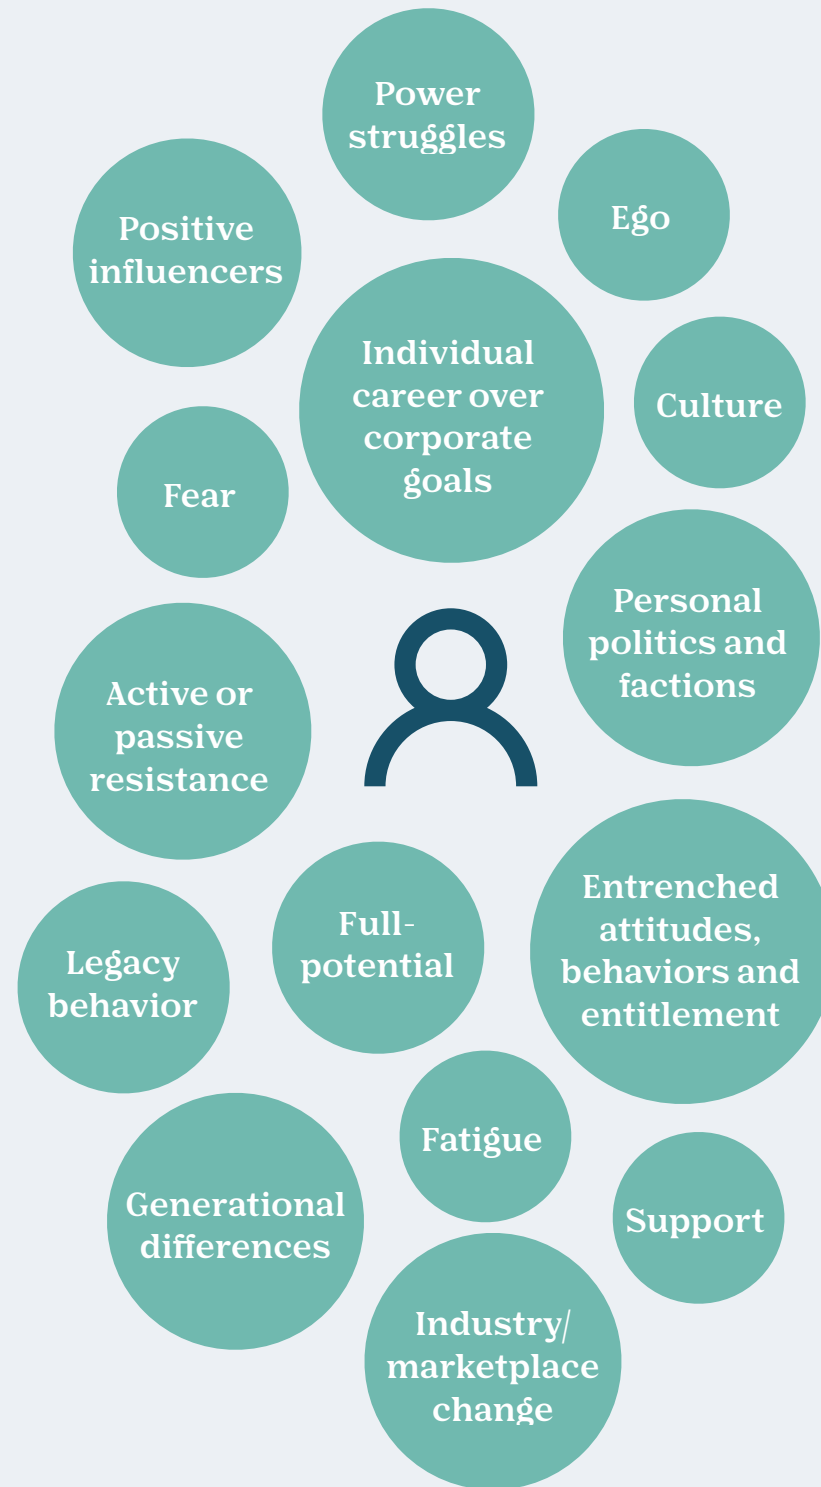 Power
struggles
Ego
Positive
influencers
Individual
career over
corporate
goals
Culture
Fear
Personal
politics and
factions
Active or
passive
resistance
Entrenched
attitudes,
behaviors and
entitlement
Full-
potential
Legacy
behavior
Fatigue
Generational
differences
Support
Industry/
marketplace
change